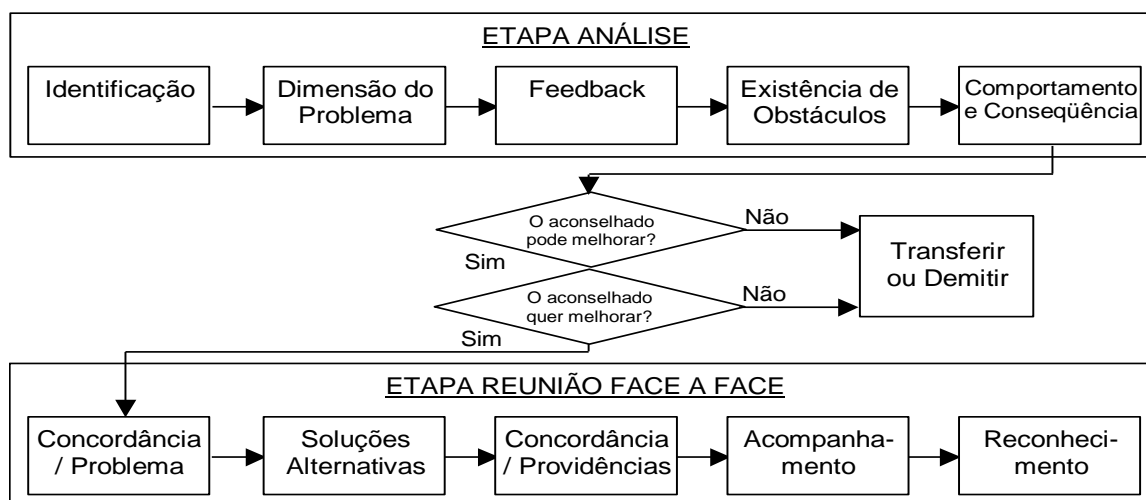 ETAPA ANÁLISE
Identificação
Dimensão do
Problema
Feedback
Existência de
Obstáculos
Comportamento
e Conseqüência
O aconselhado
pode melhorar?
Não
Sim
Transferir
ou Demitir
O aconselhado
quer melhorar?
Não
Sim
ETAPA REUNIÃO FACE A FACE
Concordância
/ Problema
Soluções
Alternativas
Concordância
/ Providências
Acompanha-
mento
Reconheci-
mento